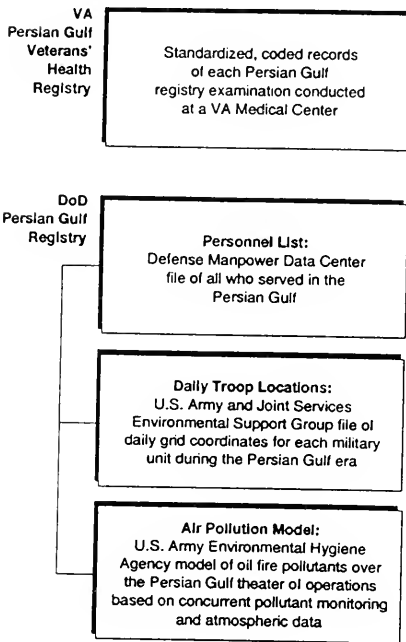 VA
Persian Gulf
Veterans'
Health
Registry
Standardized, coded records
of each Persian Gulf
registry examination conducted
at a VA Medical Center
DoD
Persian Gulf
Registry
Personnel List:
Defense Manpower Data Center
file of all who served in the
Persian Gulf
Daily Troop Locations:
U.S. Army and Joint Services
Environmental Support Group file of
daily grid coordinates for each military
unit during the Persian Gulf era
Air Pollution Model:
U.S. Army Environmental Hygiene
Agency model of oil fire pollutants over
the Persian Gulf theater of operations
based on concurrent pollutant monitoring
and atmospheric data